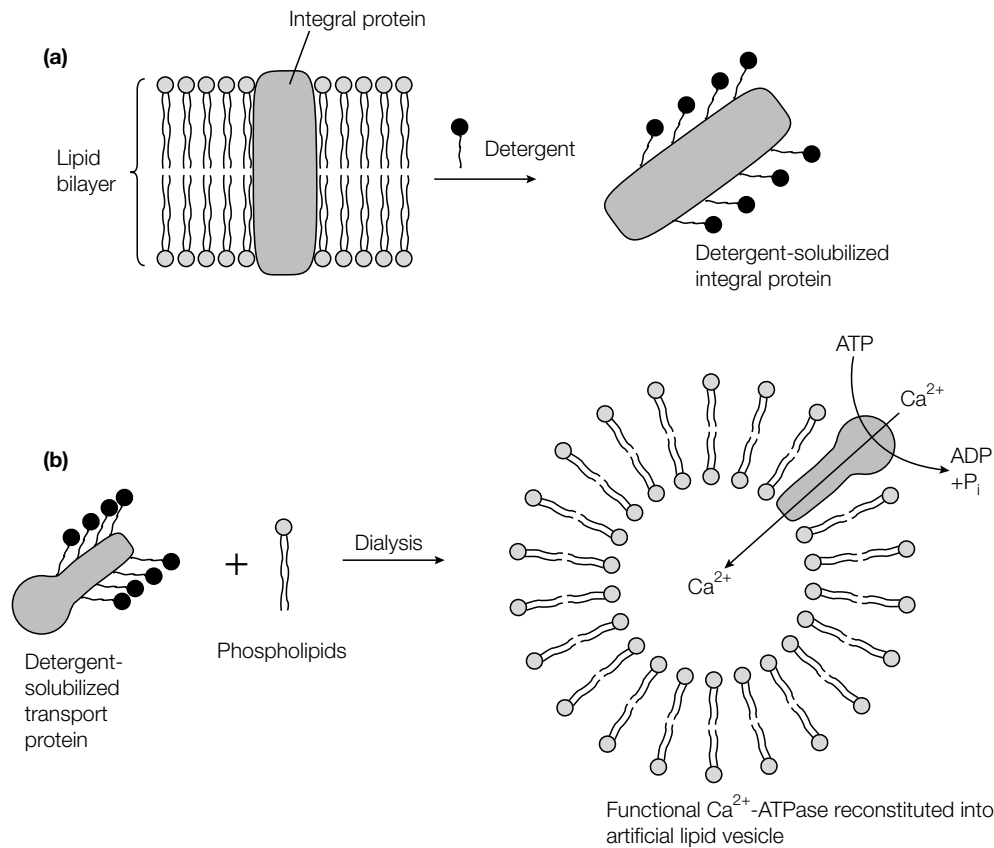 Integral protein
(a)
Lipid
bilayer
Detergent
Detergent-solubilized
integral protein
ATP
Ca²⁺
ADP
+Pᵢ
(b)
+
Dialysis
Ca²⁺
Phospholipids
Detergent-
solubilized
transport
protein
Functional Ca²⁺-ATPase reconstituted into
artificial lipid vesicle